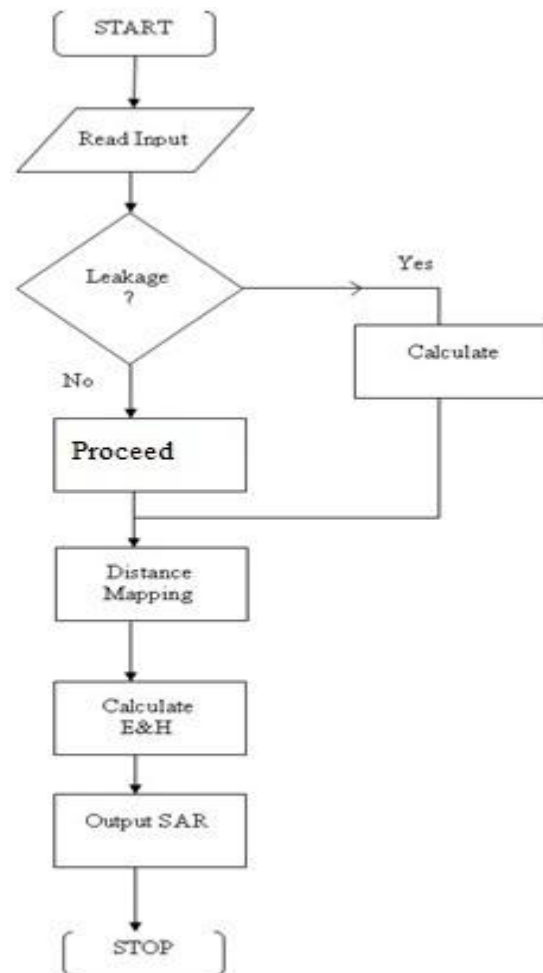 START
Read Input
Leakage
?
Yes
Calculate
No
Proceed
Distance
Mapping
Calculate
E&H
Output SAR
STOP